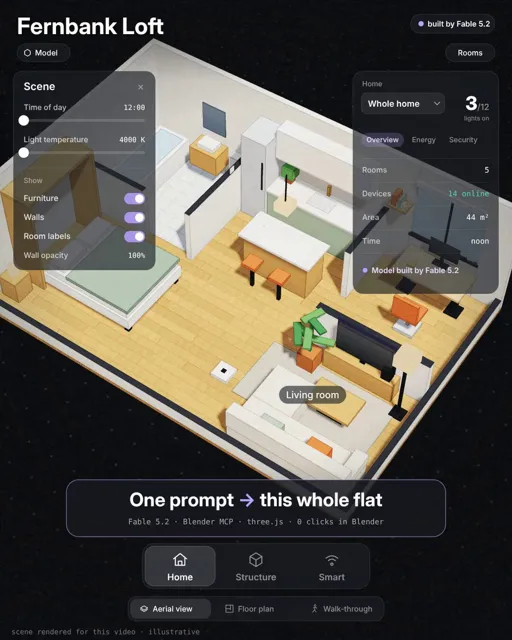 Fernbank Loft
built by Fable 5.2
Model
Rooms
Scene
×
Time of day 12:00
Light temperature 4000 K
Show
Furniture
Walls
Room labels
Wall opacity 100%
Home
Whole home
3/12
lights on
Overview Energy Security
Rooms 5
Devices 14 online
Area 44 m²
Time noon
Model built by Fable 5.2
Living room
One prompt → this whole flat
Fable 5.2 · Blender MCP · three.js · 0 clicks in Blender
Home Structure Smart
Aerial view Floor plan Walk-through
scene rendered for this video · illustrative